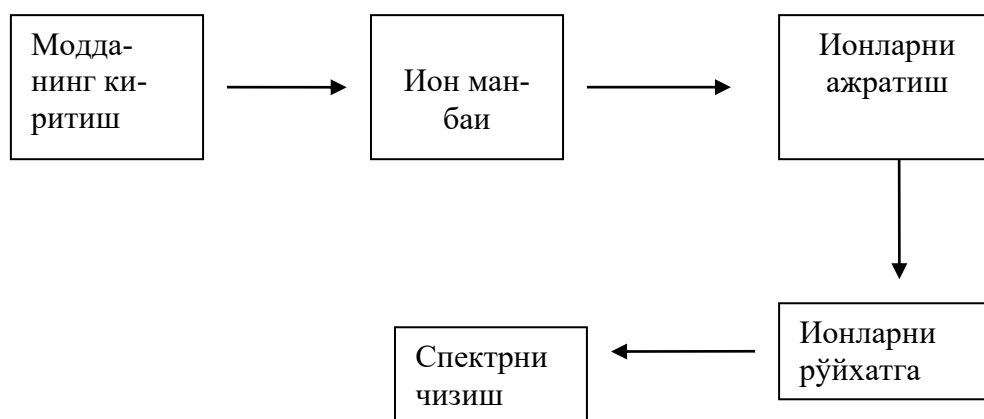 Модда-
нинг ки-
ритиш
Ион ман-
баи
Ионларни
ажратиш
Ионларни
рўйхатга
Спектрни
чизиш